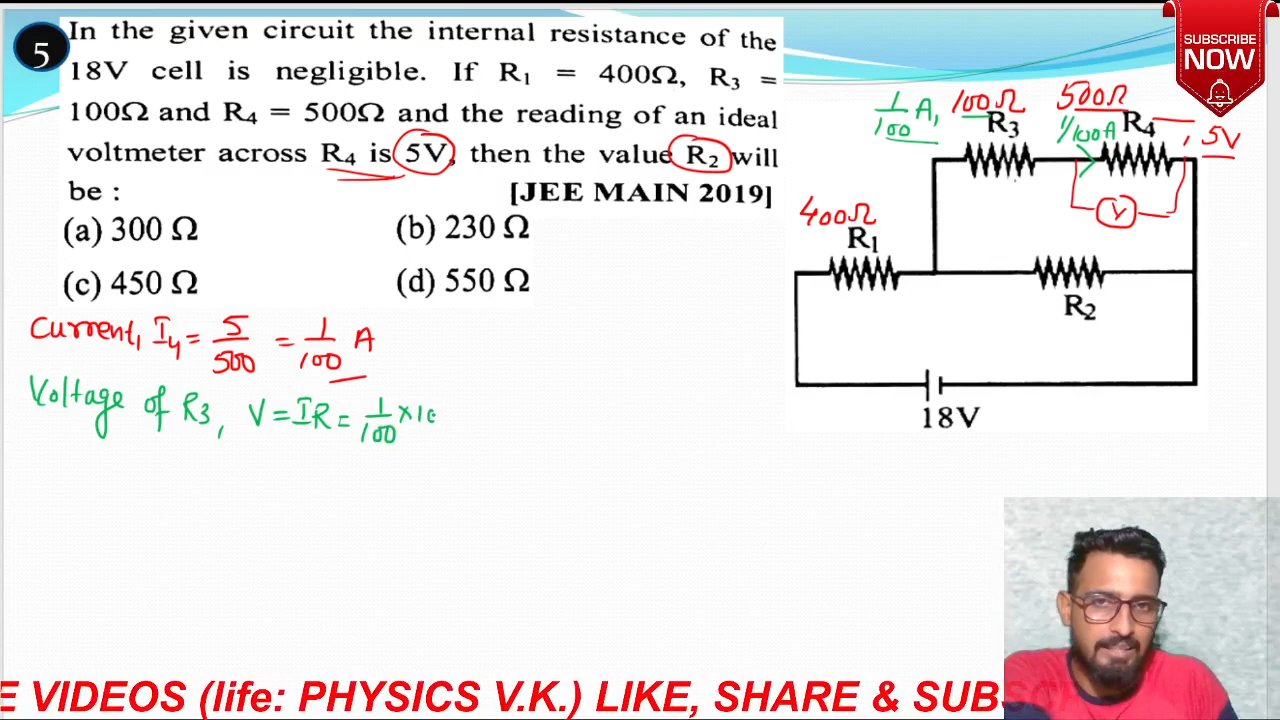 5
In the given circuit the internal resistance of the
18V cell is negligible. If R₁ = 400Ω, R₃ =
100Ω and R₄ = 500Ω and the reading of an ideal
voltmeter across R₄ is 5V, then the value R₂ will
be :
[JEE MAIN 2019]
(a) 300 Ω
(b) 230 Ω
(c) 450 Ω
(d) 550 Ω
Current, I₄ = 5/500 = 1/100 A
Voltage of R₃, V = IR = 1/100 × 10
SUBSCRIBE
NOW
1/100 A,
100Ω
R₃
500Ω
1/100A
R₄
, 5V
V
400Ω
R₁
R₂
18V
E VIDEOS (life: PHYSICS V.K.) LIKE, SHARE & SUBSC